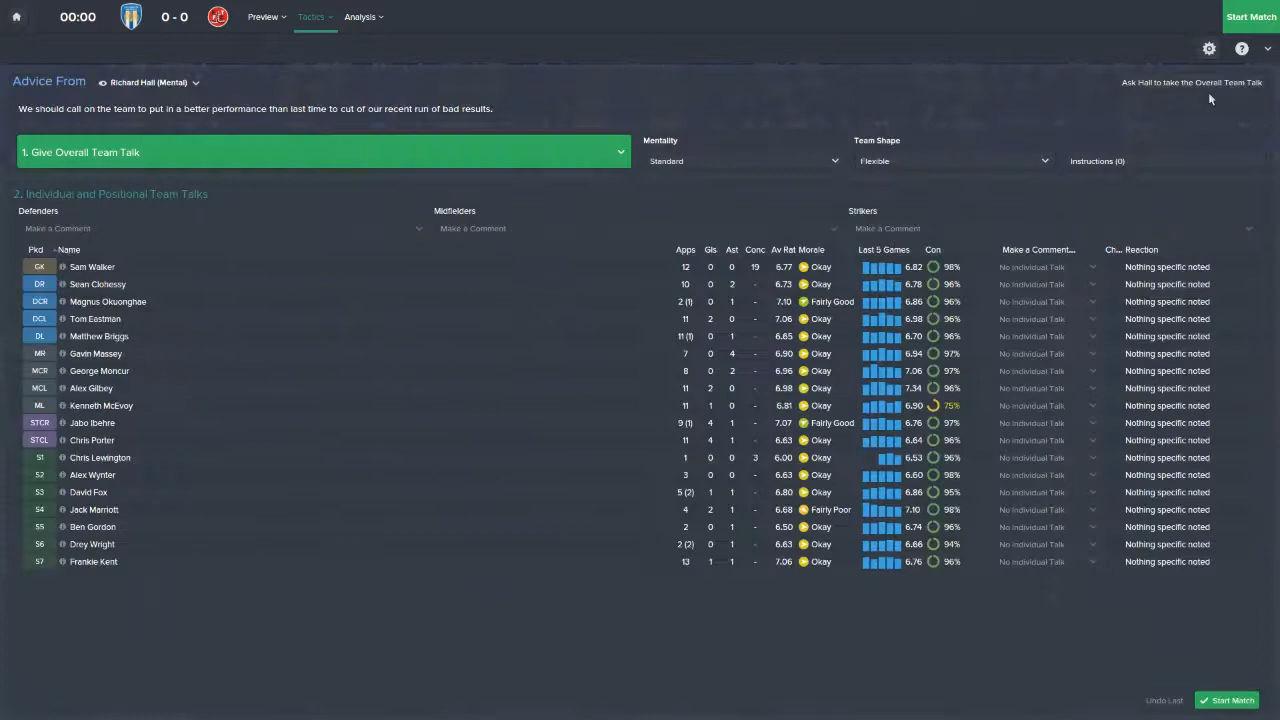 00:00 0 - 0 Preview Tactics Analysis Start Match
?
Advice From Richard Hall (Mental) Ask Hall to take the Overall Team Talk
We should call on the team to put in a better performance than last time to cut of our recent run of bad results.
Mentality Team Shape
1. Give Overall Team Talk Standard Flexible Instructions (0)
2. Individual and Positional Team Talks
Defenders Midfielders Strikers
Make a Comment Make a Comment Make a Comment
Pkd Name Apps Gls Ast Conc Av Rat Morale Last 5 Games Con Make a Comment... Ch... Reaction
GK Sam Walker 12 0 0 19 6.77 Okay 6.82 98% No Individual Talk Nothing specific noted
DR Sean Clohessy 10 0 2 - 6.73 Okay 6.78 96% No Individual Talk Nothing specific noted
DCR Magnus Okuonghae 2 (1) 0 1 - 7.10 Fairly Good 6.86 96% No Individual Talk Nothing specific noted
DCL Tom Eastman 11 2 0 - 7.06 Okay 6.98 96% No Individual Talk Nothing specific noted
DL Matthew Briggs 11 (1) 0 1 - 6.65 Okay 6.70 96% No Individual Talk Nothing specific noted
MR Gavin Massey 7 0 4 - 6.90 Okay 6.94 97% No Individual Talk Nothing specific noted
MCR George Moncur 8 0 2 - 6.96 Okay 7.06 97% No Individual Talk Nothing specific noted
MCL Alex Gilbey 11 2 0 - 6.98 Okay 7.34 96% No Individual Talk Nothing specific noted
ML Kenneth McEvoy 11 1 0 - 6.81 Okay 6.90 75% No Individual Talk Nothing specific noted
STCR Jabo Ibehre 9 (1) 4 1 - 7.07 Fairly Good 6.76 97% No Individual Talk Nothing specific noted
STCL Chris Porter 11 4 1 - 6.63 Okay 6.64 96% No Individual Talk Nothing specific noted
S1 Chris Lewington 1 0 0 3 6.00 Okay 6.53 96% No Individual Talk Nothing specific noted
S2 Alex Wynter 3 0 0 - 6.63 Okay 6.60 98% No Individual Talk Nothing specific noted
S3 David Fox 5 (2) 1 1 - 6.80 Okay 6.86 95% No Individual Talk Nothing specific noted
S4 Jack Marriott 4 2 1 - 6.68 Fairly Poor 7.10 98% No Individual Talk Nothing specific noted
S5 Ben Gordon 2 0 1 - 6.50 Okay 6.74 96% No Individual Talk Nothing specific noted
S6 Drey Wright 2 (2) 0 1 - 6.63 Okay 6.66 94% No Individual Talk Nothing specific noted
S7 Frankie Kent 13 1 1 - 7.06 Okay 6.76 96% No Individual Talk Nothing specific noted
Undo Last Start Match